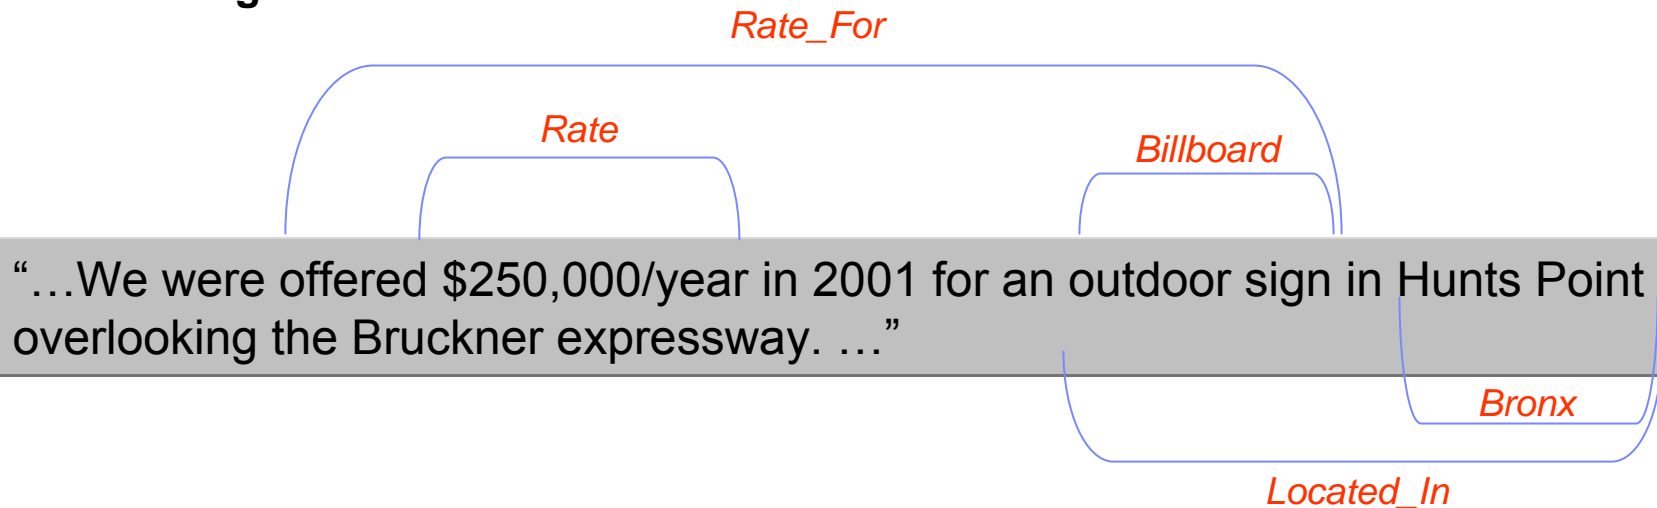 Rate_For
Rate
Billboard
“…We were offered $250,000/year in 2001 for an outdoor sign in Hunts Point
overlooking the Bruckner expressway. …”
Bronx
Located_In